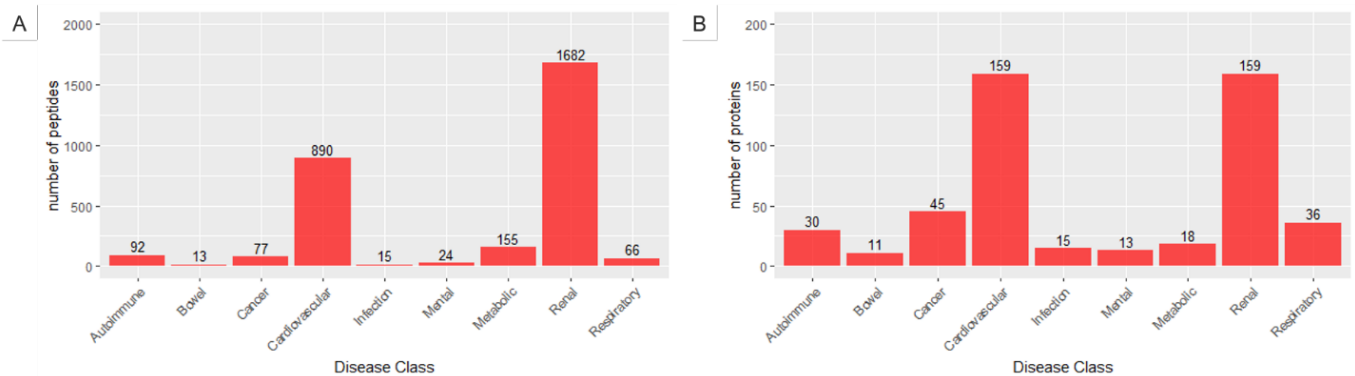 A
number of peptides
2000
1500
1000
500
0
92
13
77
890
15
24
155
1682
66
Autoimmune
Bowel
Cancer
Cardiovascular
Infection
Mental
Metabolic
Renal
Respiratory
Disease Class
B
number of proteins
200
150
100
50
0
30
11
45
159
15
13
18
159
36
Autoimmune
Bowel
Cancer
Cardiovascular
Infection
Mental
Metabolic
Renal
Respiratory
Disease Class